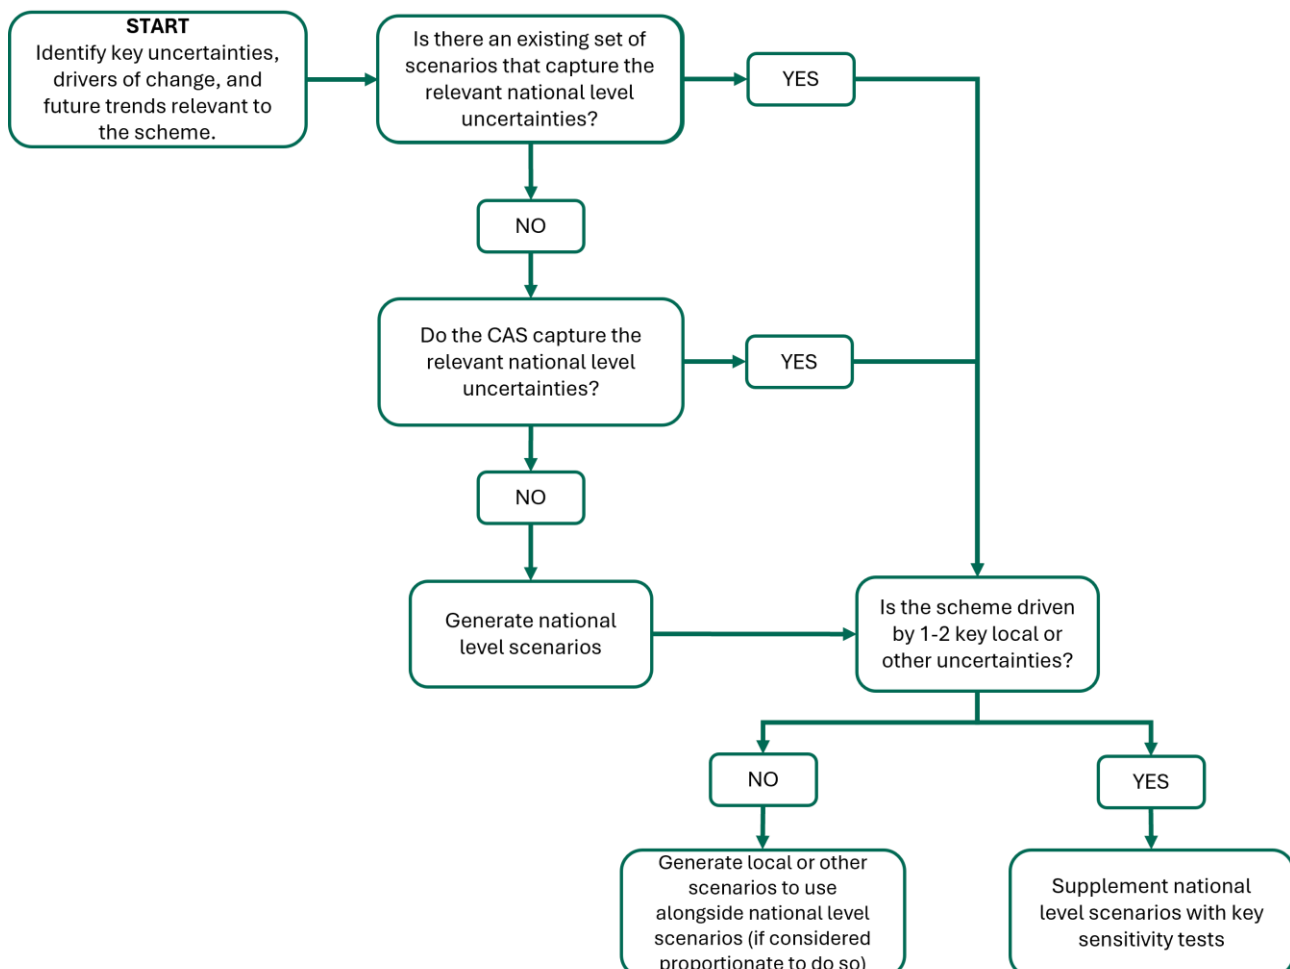 START
Identify key uncertainties,
drivers of change, and
future trends relevant to
the scheme.
Is there an existing set of
scenarios that capture the
relevant national level
uncertainties?
YES
NO
Do the CAS capture the
relevant national level
uncertainties?
YES
NO
Generate national
level scenarios
Is the scheme driven
by 1-2 key local or
other uncertainties?
NO
YES
Generate local or other
scenarios to use
alongside national level
scenarios (if considered
proportionate to do so)
Supplement national
level scenarios with key
sensitivity tests